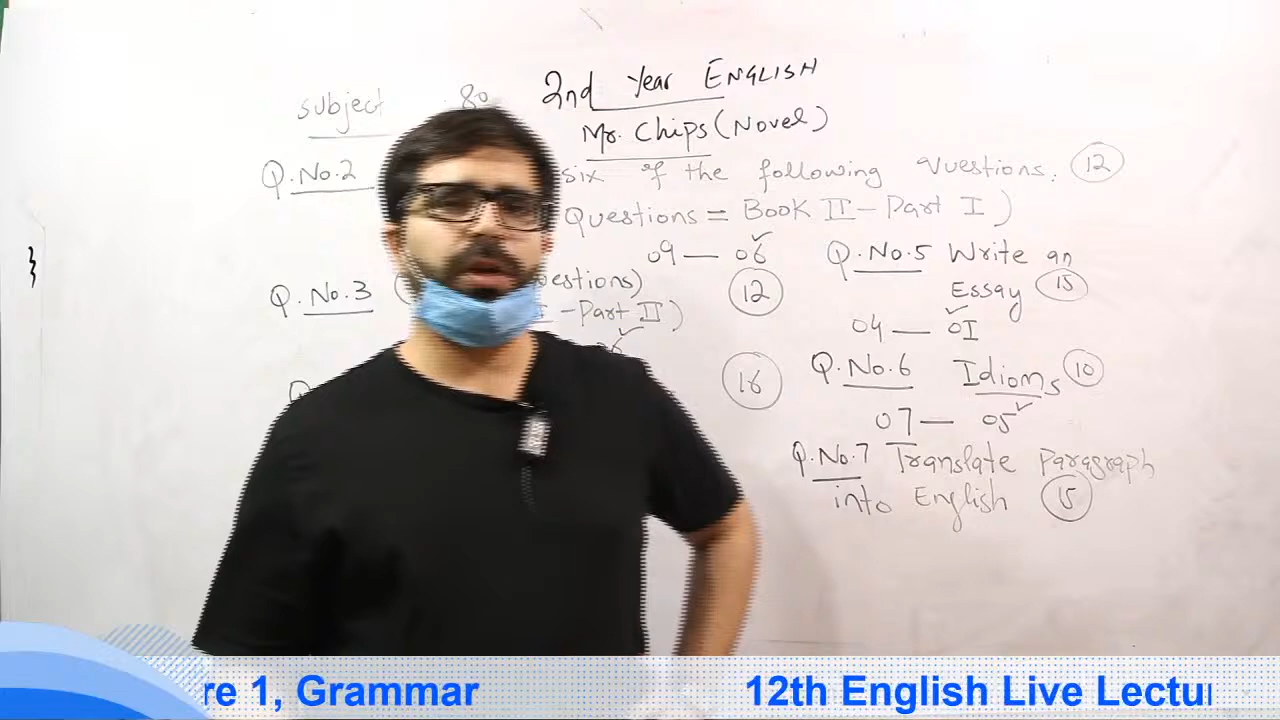 2nd Year ENGLISH
subject 80
Mr. Chips (Novel)
Q.No.2 six of the following Questions. 12
Questions = Book II - Part I)
09 — 06
Q.No.3 estions) 12
- Part II)
16
Q.No.5 Write an
Essay 15
04 — 01
Q.No.6 Idioms 10
07 — 05
Q.No.7 Translate Paragraph
into English 15
re 1, Grammar 12th English Live Lectu